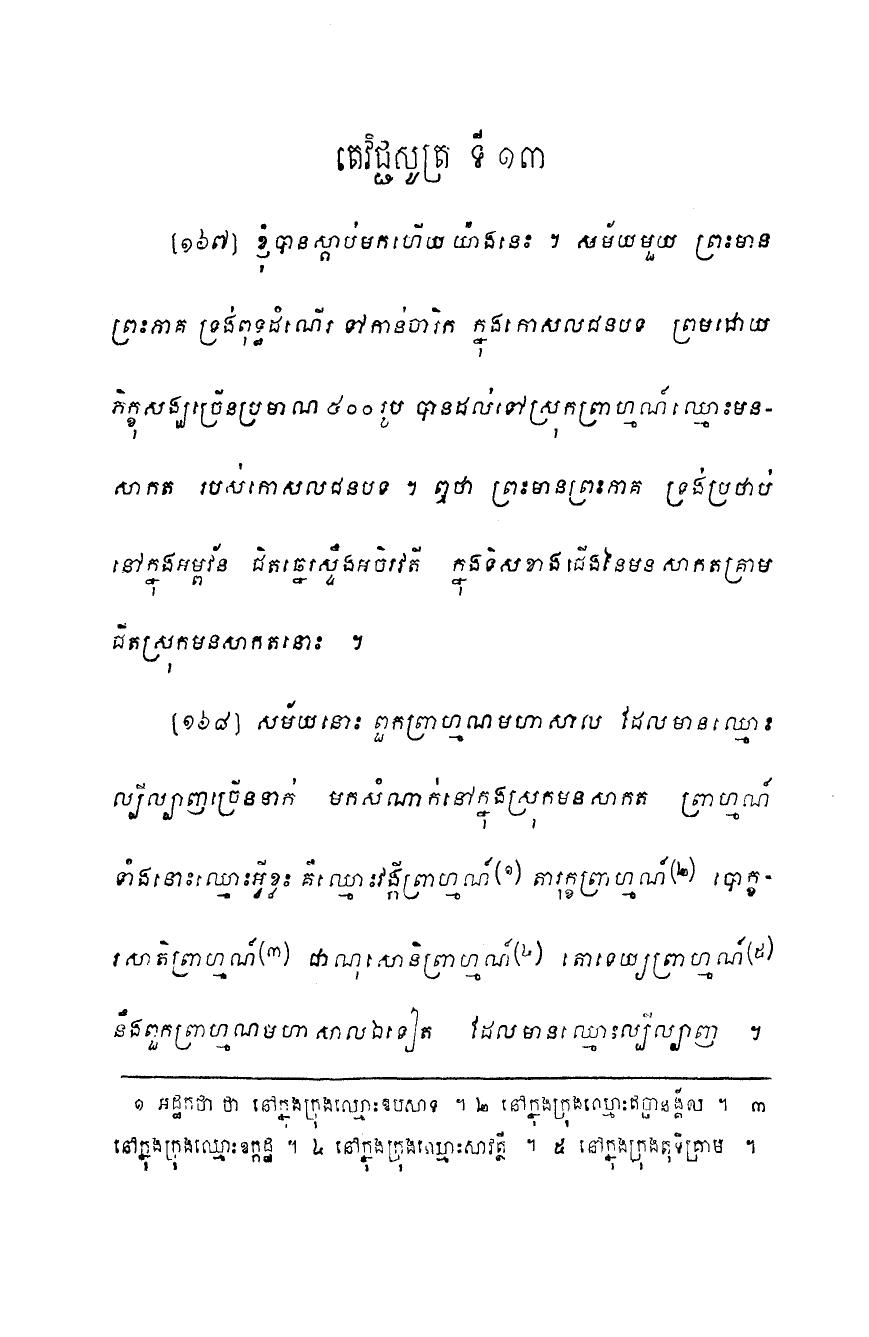 តេវិជ្ជសូត្រ ទី ១៣
[១៦៧] ខ្ញុំបានស្តាប់មកហើយ យ៉ាងនេះ ។ សម័យមួយ ព្រះមាន
ព្រះភាគ ទ្រង់ពុទ្ធដំណើរ ទៅកាន់ចារិក ក្នុងកោសលជនបទ ព្រមដោយ
ភិក្ខុសង្ឃច្រើនប្រមាណ ៥០០ រូប បានដល់ទៅស្រុកព្រាហ្មណ៍ ឈ្មោះមន-
សាកត របស់កោសលជនបទ ។ ឮថា ព្រះមានព្រះភាគ ទ្រង់ប្រថាប់
នៅក្នុងអម្ពវ័ន ជិតឆ្នេរស្ទឹងអចិរវតី ក្នុងទិសខាងជើងនៃមនសាកតគ្រាម
ជិតស្រុកមនសាកតនោះ ។
[១៦៨] សម័យនោះ ពួកព្រាហ្មណមហាសាល ដែលមានឈ្មោះ
ល្បីល្បាញច្រើននាក់ មកសំណាក់នៅក្នុងស្រុកមនសាកត ព្រាហ្មណ៍
ទាំងនោះឈ្មោះអ្វីខ្លះ គឺឈ្មោះវង្គីព្រាហ្មណ៍(១) តារុក្ខព្រាហ្មណ៍(២) បោក្ខ-
រសាតិព្រាហ្មណ៍(៣) ជាណុសោនិព្រាហ្មណ៍(៤) តោទេយ្យព្រាហ្មណ៍(៥)
នឹងពួកព្រាហ្មណមហាសាលឯទៀត ដែលមានឈ្មោះល្បីល្បាញ ។
១ អដ្ឋកថា ថា នៅក្នុងក្រុងឈ្មោះឧបសាទ ។ ២ នៅក្នុងក្រុងឈ្មោះឥច្ឆានង្គ័ល ។ ៣
នៅក្នុងក្រុងឈ្មោះឧក្កដ្ឋ ។ ៤ នៅក្នុងក្រុងឈ្មោះសាវត្ថី ។ ៥ នៅក្នុងក្រុងតុទិគ្រាម ។